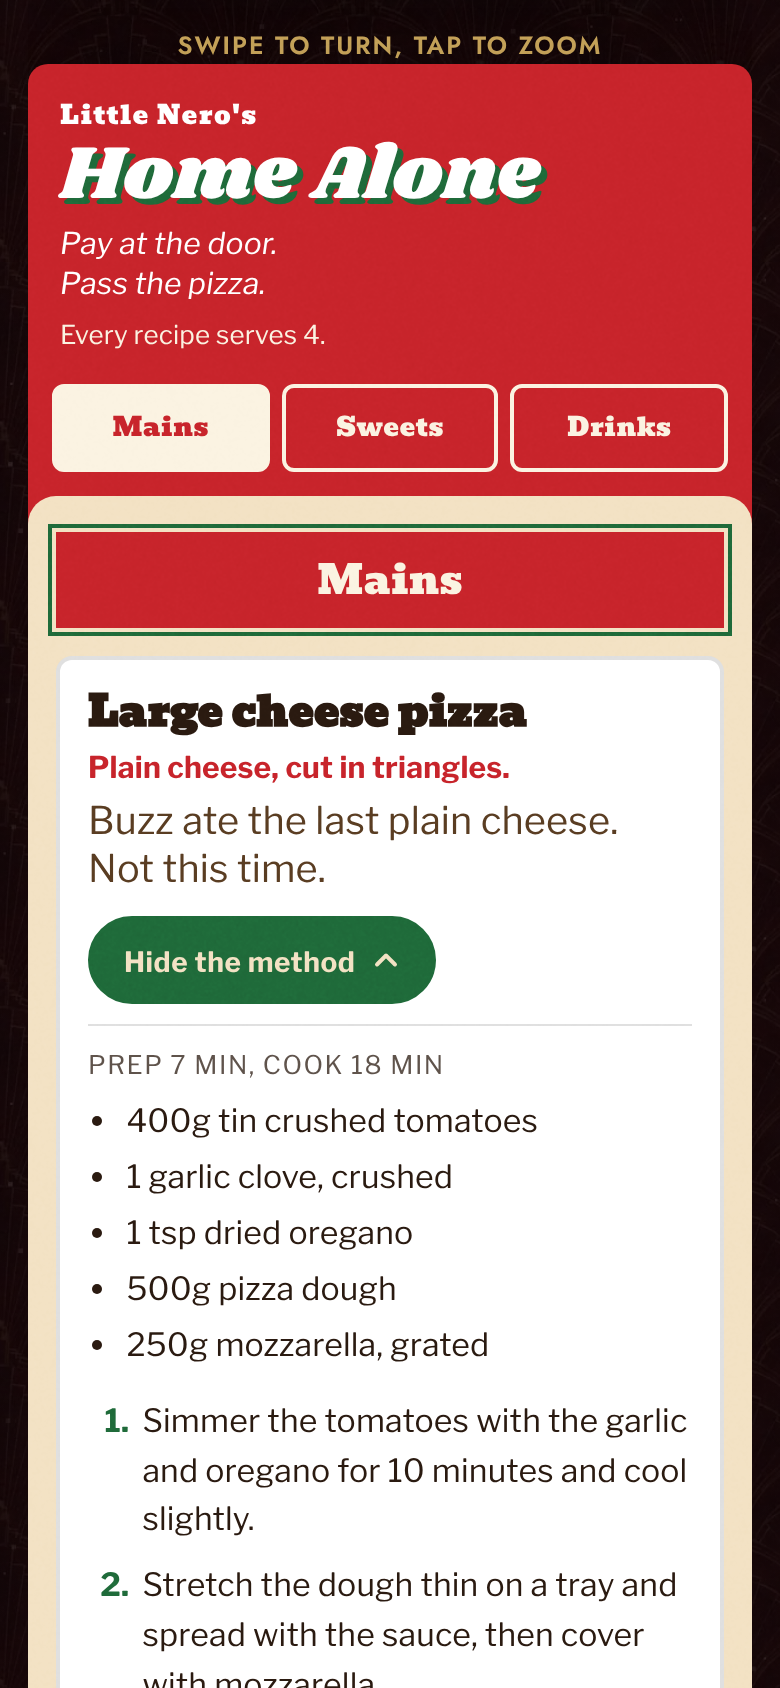 SWIPE TO TURN, TAP TO ZOOM
Little Nero's
Home Alone
Pay at the door.
Pass the pizza.
Every recipe serves 4.
Mains
Sweets
Drinks
Mains
Large cheese pizza
Plain cheese, cut in triangles.
Buzz ate the last plain cheese.
Not this time.
Hide the method
PREP 7 MIN, COOK 18 MIN
• 400g tin crushed tomatoes
• 1 garlic clove, crushed
• 1 tsp dried oregano
• 500g pizza dough
• 250g mozzarella, grated
1. Simmer the tomatoes with the garlic
and oregano for 10 minutes and cool
slightly.
2. Stretch the dough thin on a tray and
spread with the sauce, then cover
with mozzarella.